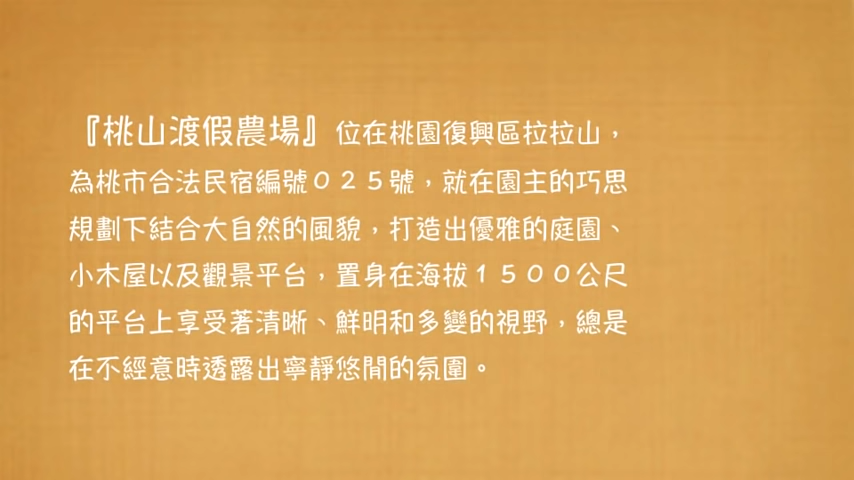 『桃山渡假農場』位在桃園復興區拉拉山，
為桃市合法民宿編號０２５號，就在園主的巧思
規劃下結合大自然的風貌，打造出優雅的庭園、
小木屋以及觀景平台，置身在海拔１５００公尺
的平台上享受著清晰、鮮明和多變的視野，總是
在不經意時透露出寧靜悠閒的氛圍。